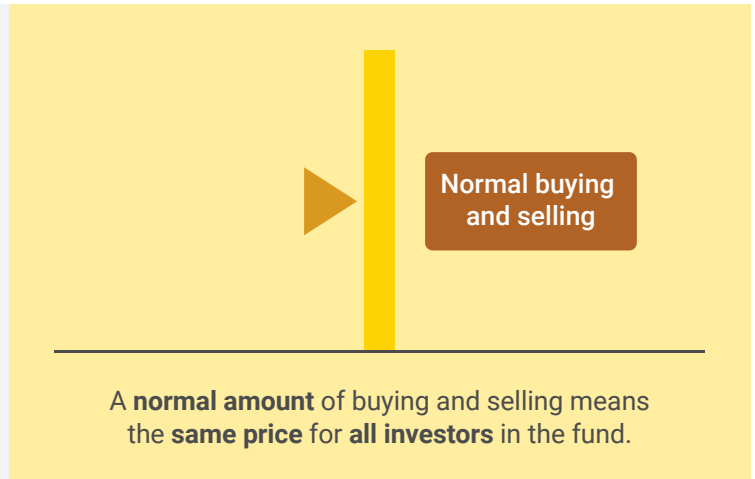 Normal buying
and selling
A normal amount of buying and selling means
the same price for all investors in the fund.